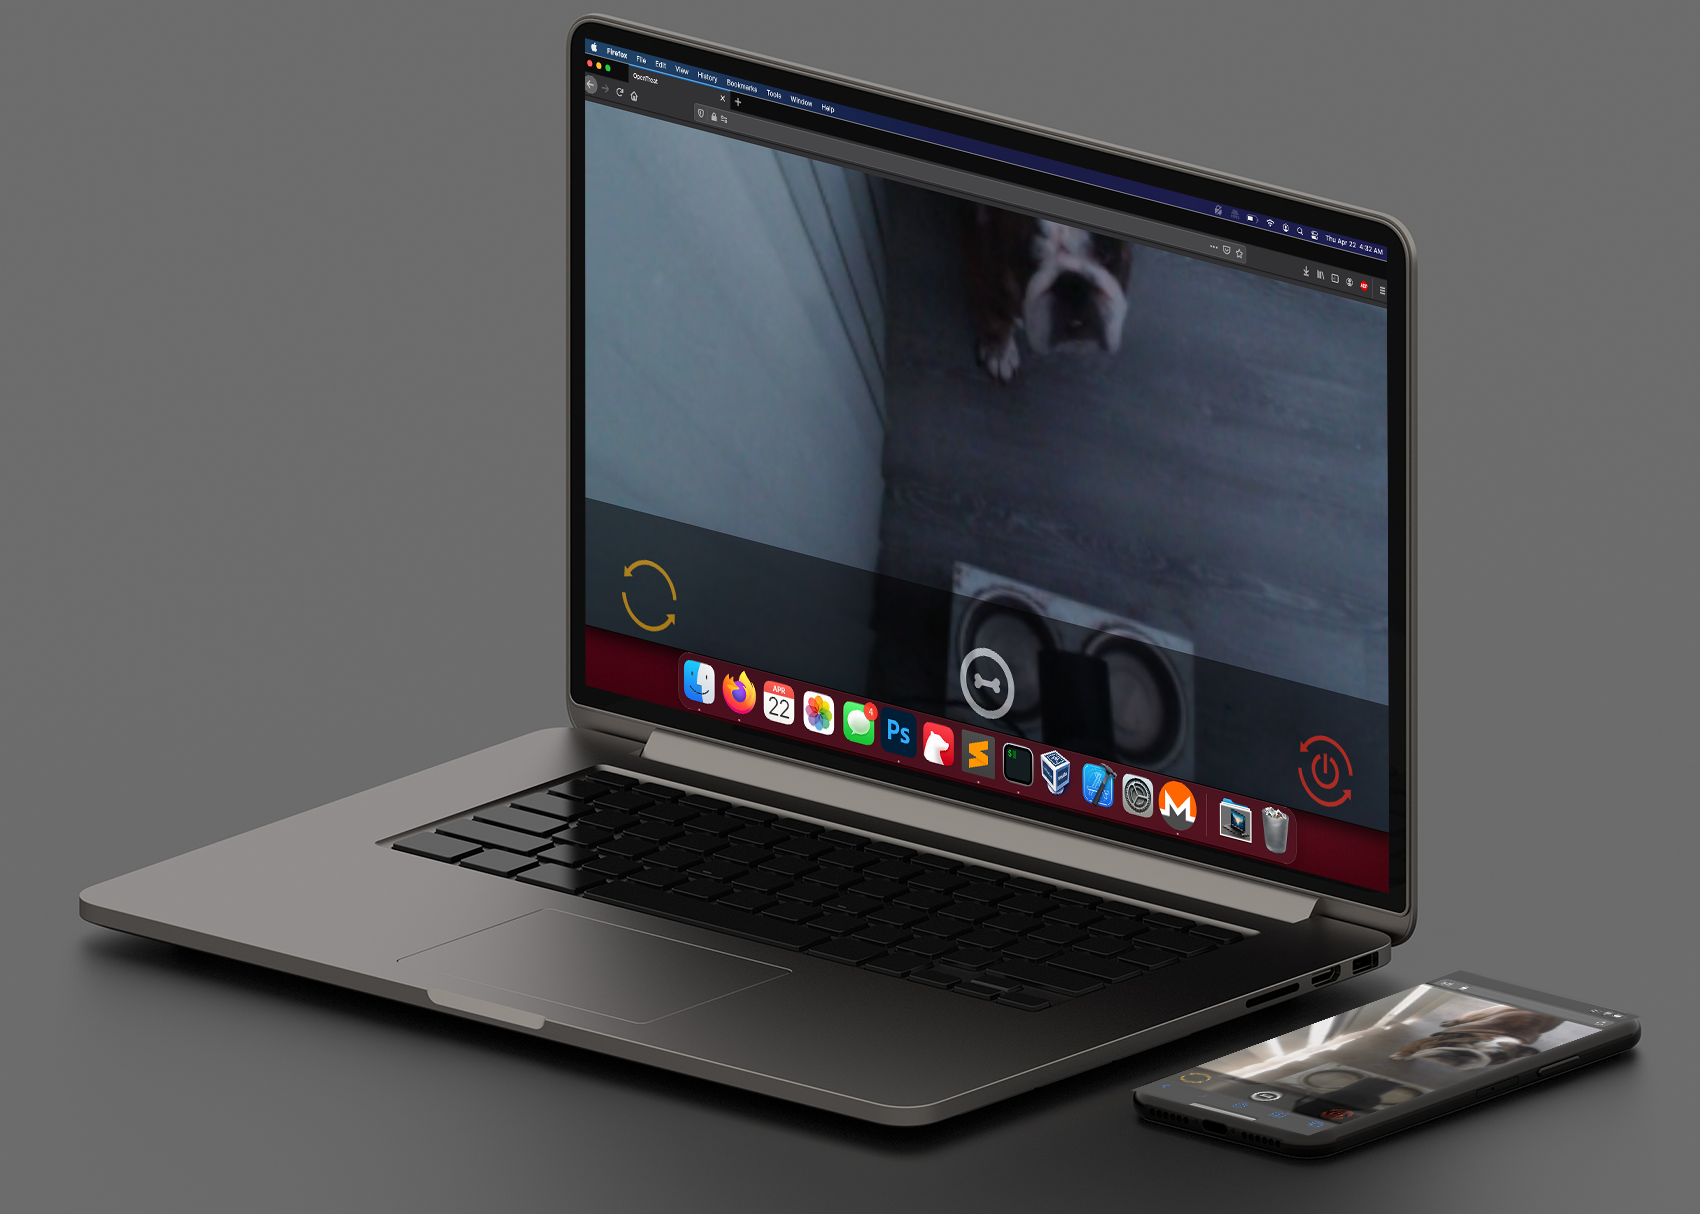 Firefox File Edit View History Bookmarks Tools Window Help
Thu Apr 22 4:32 AM
OpenTreat
APR
22
4
Ps
$